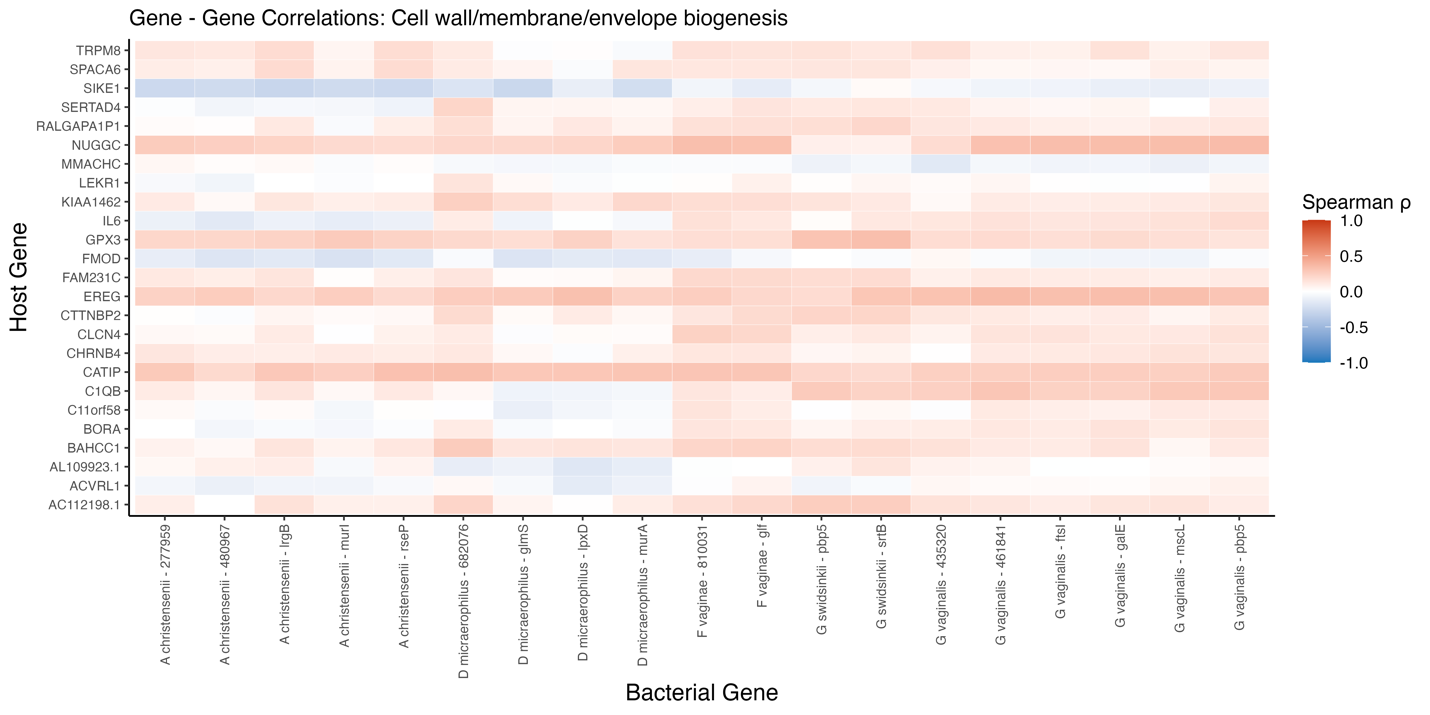 Gene - Gene Correlations: Cell wall/membrane/envelope biogenesis
Host Gene
TRPM8
SPACA6
SIKE1
SERTAD4
RALGAPA1P1
NUGGC
MMACHC
LEKR1
KIAA1462
IL6
GPX3
FMOD
FAM231C
EREG
CTTNBP2
CLCN4
CHRNB4
CATIP
C1QB
C11orf58
BORA
BAHCC1
AL109923.1
ACVRL1
AC112198.1
A christensenii - 277959
A christensenii - 480967
A christensenii - lrgB
A christensenii - murI
A christensenii - rseP
D micraerophilus - 682076
D micraerophilus - glmS
D micraerophilus - lpxD
D micraerophilus - murA
F vaginae - 810031
F vaginae - glf
G swidsinkii - pbp5
G swidsinkii - srtB
G vaginalis - 435320
G vaginalis - 461841
G vaginalis - ftsI
G vaginalis - galE
G vaginalis - mscL
G vaginalis - pbp5
Bacterial Gene
Spearman ρ
1.0
0.5
0.0
-0.5
-1.0